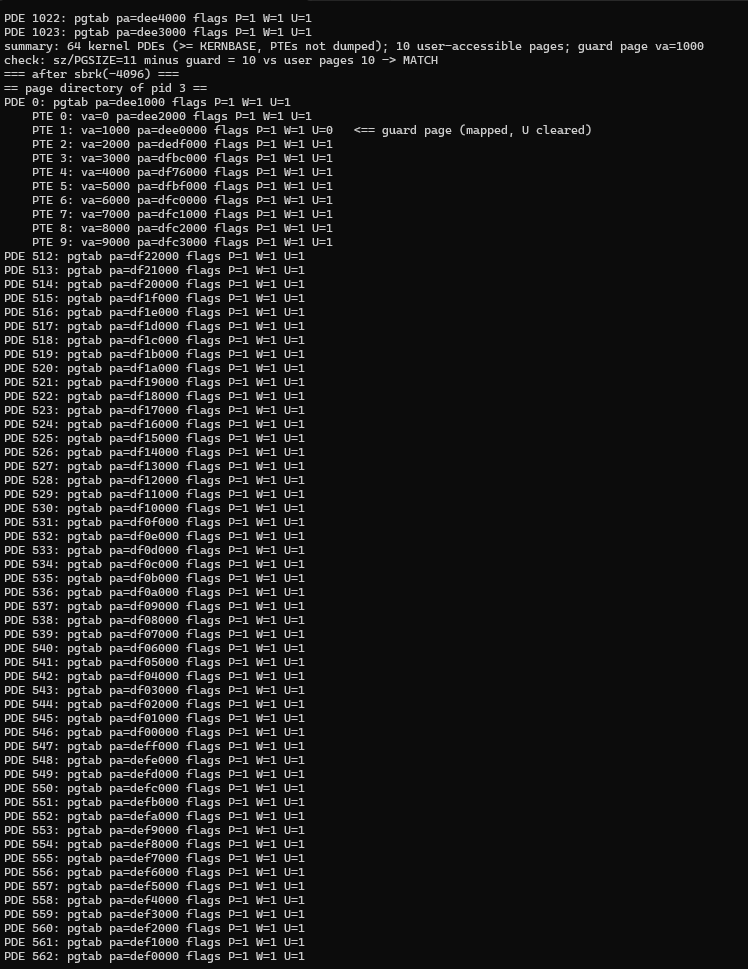 PDE 1022: pgtab pa=dee4000 flags P=1 W=1 U=1
PDE 1023: pgtab pa=dee3000 flags P=1 W=1 U=1
summary: 64 kernel PDEs (>= KERNBASE, PTEs not dumped); 10 user-accessible pages; guard page va=1000
check: sz/PGSIZE=11 minus guard = 10 vs user pages 10 -> MATCH
=== after sbrk(-4096) ===
== page directory of pid 3 ==
PDE 0: pgtab pa=dee1000 flags P=1 W=1 U=1
    PTE 0: va=0 pa=dee2000 flags P=1 W=1 U=1
    PTE 1: va=1000 pa=dee0000 flags P=1 W=1 U=0   <== guard page (mapped, U cleared)
    PTE 2: va=2000 pa=dedf000 flags P=1 W=1 U=1
    PTE 3: va=3000 pa=dfbc000 flags P=1 W=1 U=1
    PTE 4: va=4000 pa=df76000 flags P=1 W=1 U=1
    PTE 5: va=5000 pa=dfbf000 flags P=1 W=1 U=1
    PTE 6: va=6000 pa=dfc0000 flags P=1 W=1 U=1
    PTE 7: va=7000 pa=dfc1000 flags P=1 W=1 U=1
    PTE 8: va=8000 pa=dfc2000 flags P=1 W=1 U=1
    PTE 9: va=9000 pa=dfc3000 flags P=1 W=1 U=1
PDE 512: pgtab pa=df22000 flags P=1 W=1 U=1
PDE 513: pgtab pa=df21000 flags P=1 W=1 U=1
PDE 514: pgtab pa=df20000 flags P=1 W=1 U=1
PDE 515: pgtab pa=df1f000 flags P=1 W=1 U=1
PDE 516: pgtab pa=df1e000 flags P=1 W=1 U=1
PDE 517: pgtab pa=df1d000 flags P=1 W=1 U=1
PDE 518: pgtab pa=df1c000 flags P=1 W=1 U=1
PDE 519: pgtab pa=df1b000 flags P=1 W=1 U=1
PDE 520: pgtab pa=df1a000 flags P=1 W=1 U=1
PDE 521: pgtab pa=df19000 flags P=1 W=1 U=1
PDE 522: pgtab pa=df18000 flags P=1 W=1 U=1
PDE 523: pgtab pa=df17000 flags P=1 W=1 U=1
PDE 524: pgtab pa=df16000 flags P=1 W=1 U=1
PDE 525: pgtab pa=df15000 flags P=1 W=1 U=1
PDE 526: pgtab pa=df14000 flags P=1 W=1 U=1
PDE 527: pgtab pa=df13000 flags P=1 W=1 U=1
PDE 528: pgtab pa=df12000 flags P=1 W=1 U=1
PDE 529: pgtab pa=df11000 flags P=1 W=1 U=1
PDE 530: pgtab pa=df10000 flags P=1 W=1 U=1
PDE 531: pgtab pa=df0f000 flags P=1 W=1 U=1
PDE 532: pgtab pa=df0e000 flags P=1 W=1 U=1
PDE 533: pgtab pa=df0d000 flags P=1 W=1 U=1
PDE 534: pgtab pa=df0c000 flags P=1 W=1 U=1
PDE 535: pgtab pa=df0b000 flags P=1 W=1 U=1
PDE 536: pgtab pa=df0a000 flags P=1 W=1 U=1
PDE 537: pgtab pa=df09000 flags P=1 W=1 U=1
PDE 538: pgtab pa=df08000 flags P=1 W=1 U=1
PDE 539: pgtab pa=df07000 flags P=1 W=1 U=1
PDE 540: pgtab pa=df06000 flags P=1 W=1 U=1
PDE 541: pgtab pa=df05000 flags P=1 W=1 U=1
PDE 542: pgtab pa=df04000 flags P=1 W=1 U=1
PDE 543: pgtab pa=df03000 flags P=1 W=1 U=1
PDE 544: pgtab pa=df02000 flags P=1 W=1 U=1
PDE 545: pgtab pa=df01000 flags P=1 W=1 U=1
PDE 546: pgtab pa=df00000 flags P=1 W=1 U=1
PDE 547: pgtab pa=deff000 flags P=1 W=1 U=1
PDE 548: pgtab pa=defe000 flags P=1 W=1 U=1
PDE 549: pgtab pa=defd000 flags P=1 W=1 U=1
PDE 550: pgtab pa=defc000 flags P=1 W=1 U=1
PDE 551: pgtab pa=defb000 flags P=1 W=1 U=1
PDE 552: pgtab pa=defa000 flags P=1 W=1 U=1
PDE 553: pgtab pa=def9000 flags P=1 W=1 U=1
PDE 554: pgtab pa=def8000 flags P=1 W=1 U=1
PDE 555: pgtab pa=def7000 flags P=1 W=1 U=1
PDE 556: pgtab pa=def6000 flags P=1 W=1 U=1
PDE 557: pgtab pa=def5000 flags P=1 W=1 U=1
PDE 558: pgtab pa=def4000 flags P=1 W=1 U=1
PDE 559: pgtab pa=def3000 flags P=1 W=1 U=1
PDE 560: pgtab pa=def2000 flags P=1 W=1 U=1
PDE 561: pgtab pa=def1000 flags P=1 W=1 U=1
PDE 562: pgtab pa=def0000 flags P=1 W=1 U=1